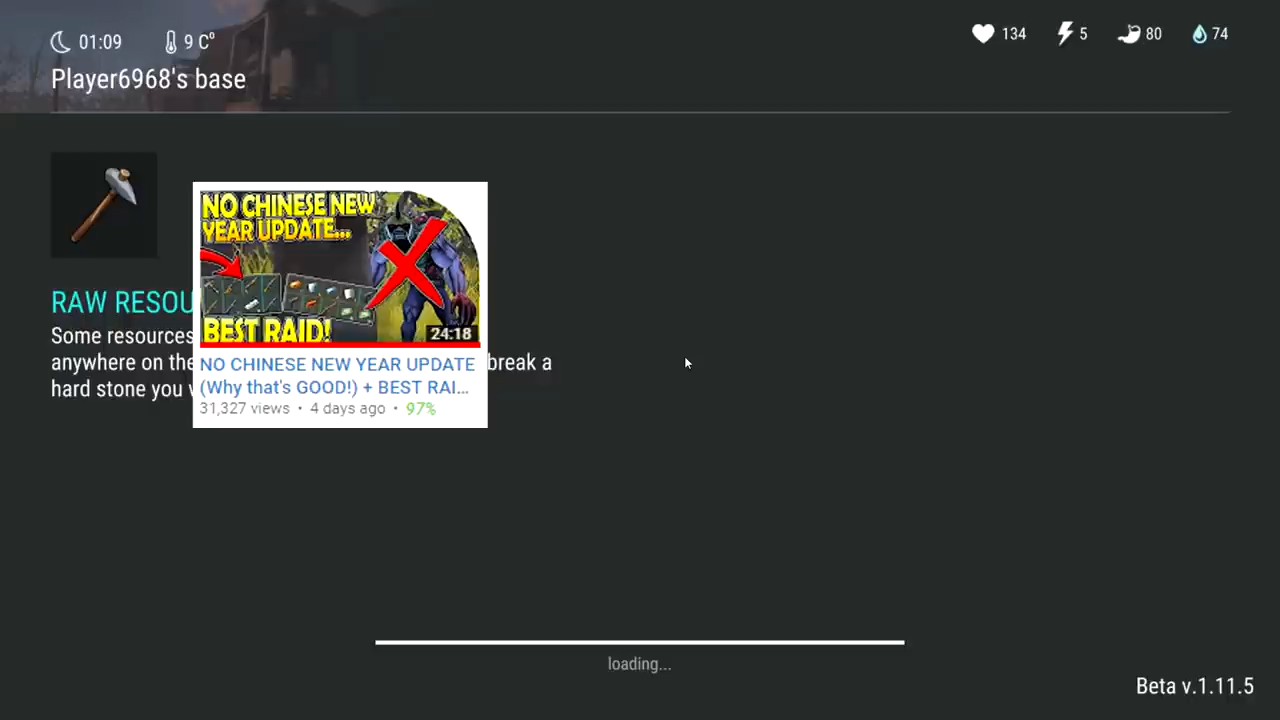 01:09 9 C° 134 5 80 74
Player6968's base
NO CHINESE NEW
YEAR UPDATE...
BEST RAID!
24:18
NO CHINESE NEW YEAR UPDATE
(Why that's GOOD!) + BEST RAI...
31,327 views • 4 days ago • 97%
RAW RESOU
Some resources
anywhere on the break a
hard stone you
loading...
Beta v.1.11.5